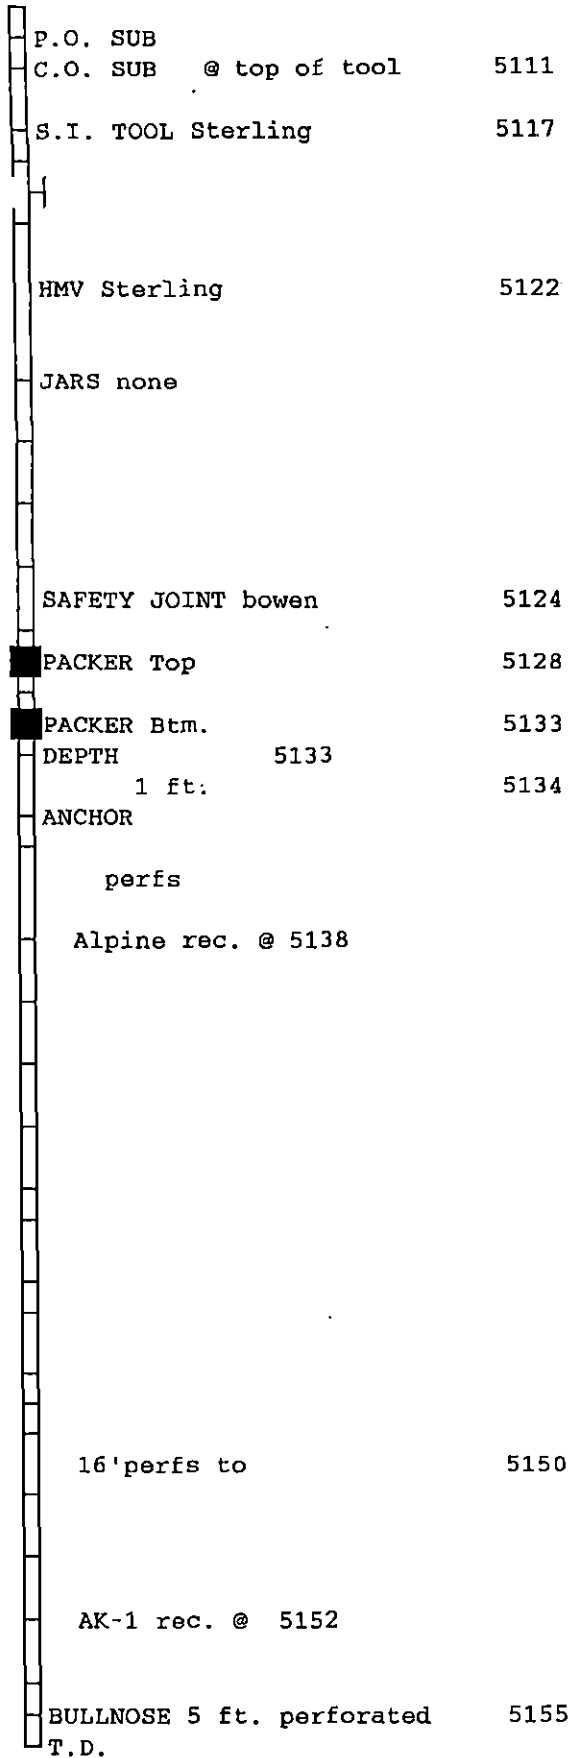 P.O. SUB
C.O. SUB @ top of tool 5111
S.I. TOOL Sterling 5117
HMV Sterling 5122
JARS none
SAFETY JOINT bowen 5124
PACKER Top 5128
PACKER Btm. 5133
DEPTH 5133
1 ft. 5134
ANCHOR
perfs
Alpine rec. @ 5138
16'perfs to 5150
AK-1 rec. @ 5152
BULLNOSE 5 ft. perforated 5155
T.D.